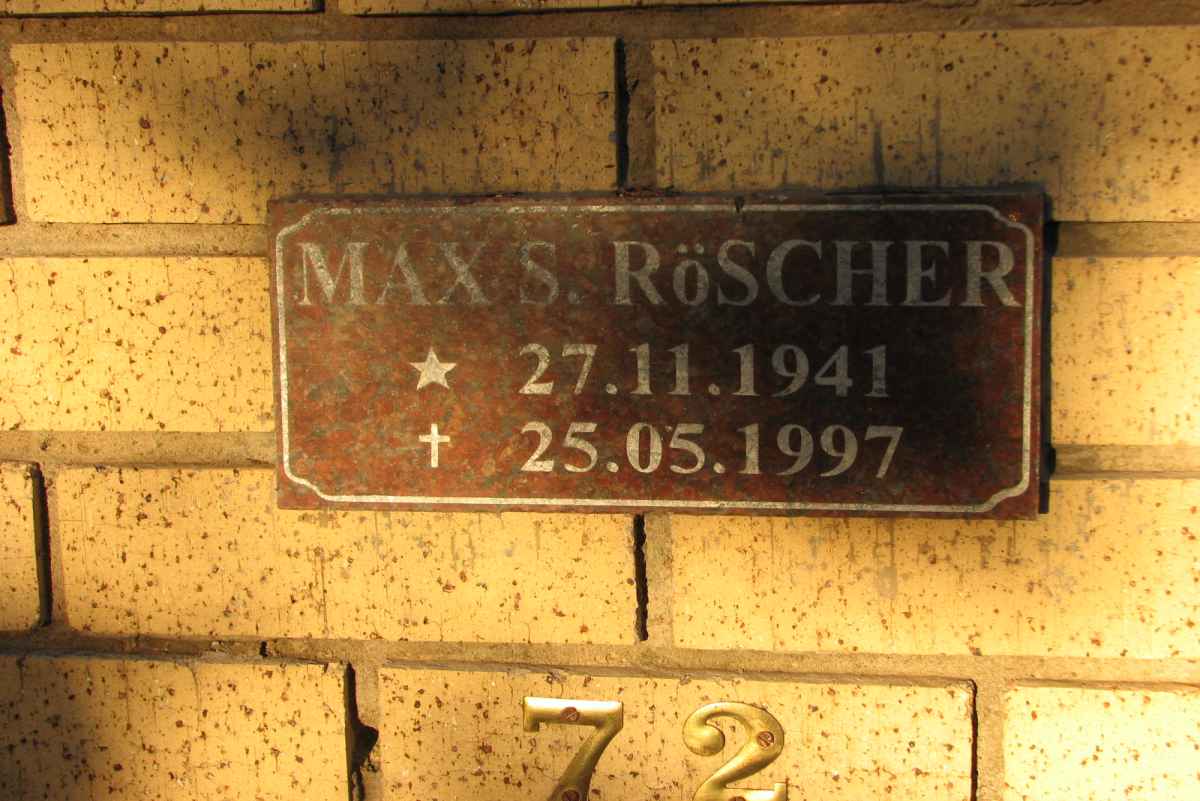 MAX S. RöSCHER
★ 27.11.1941
✝ 25.05.1997
72